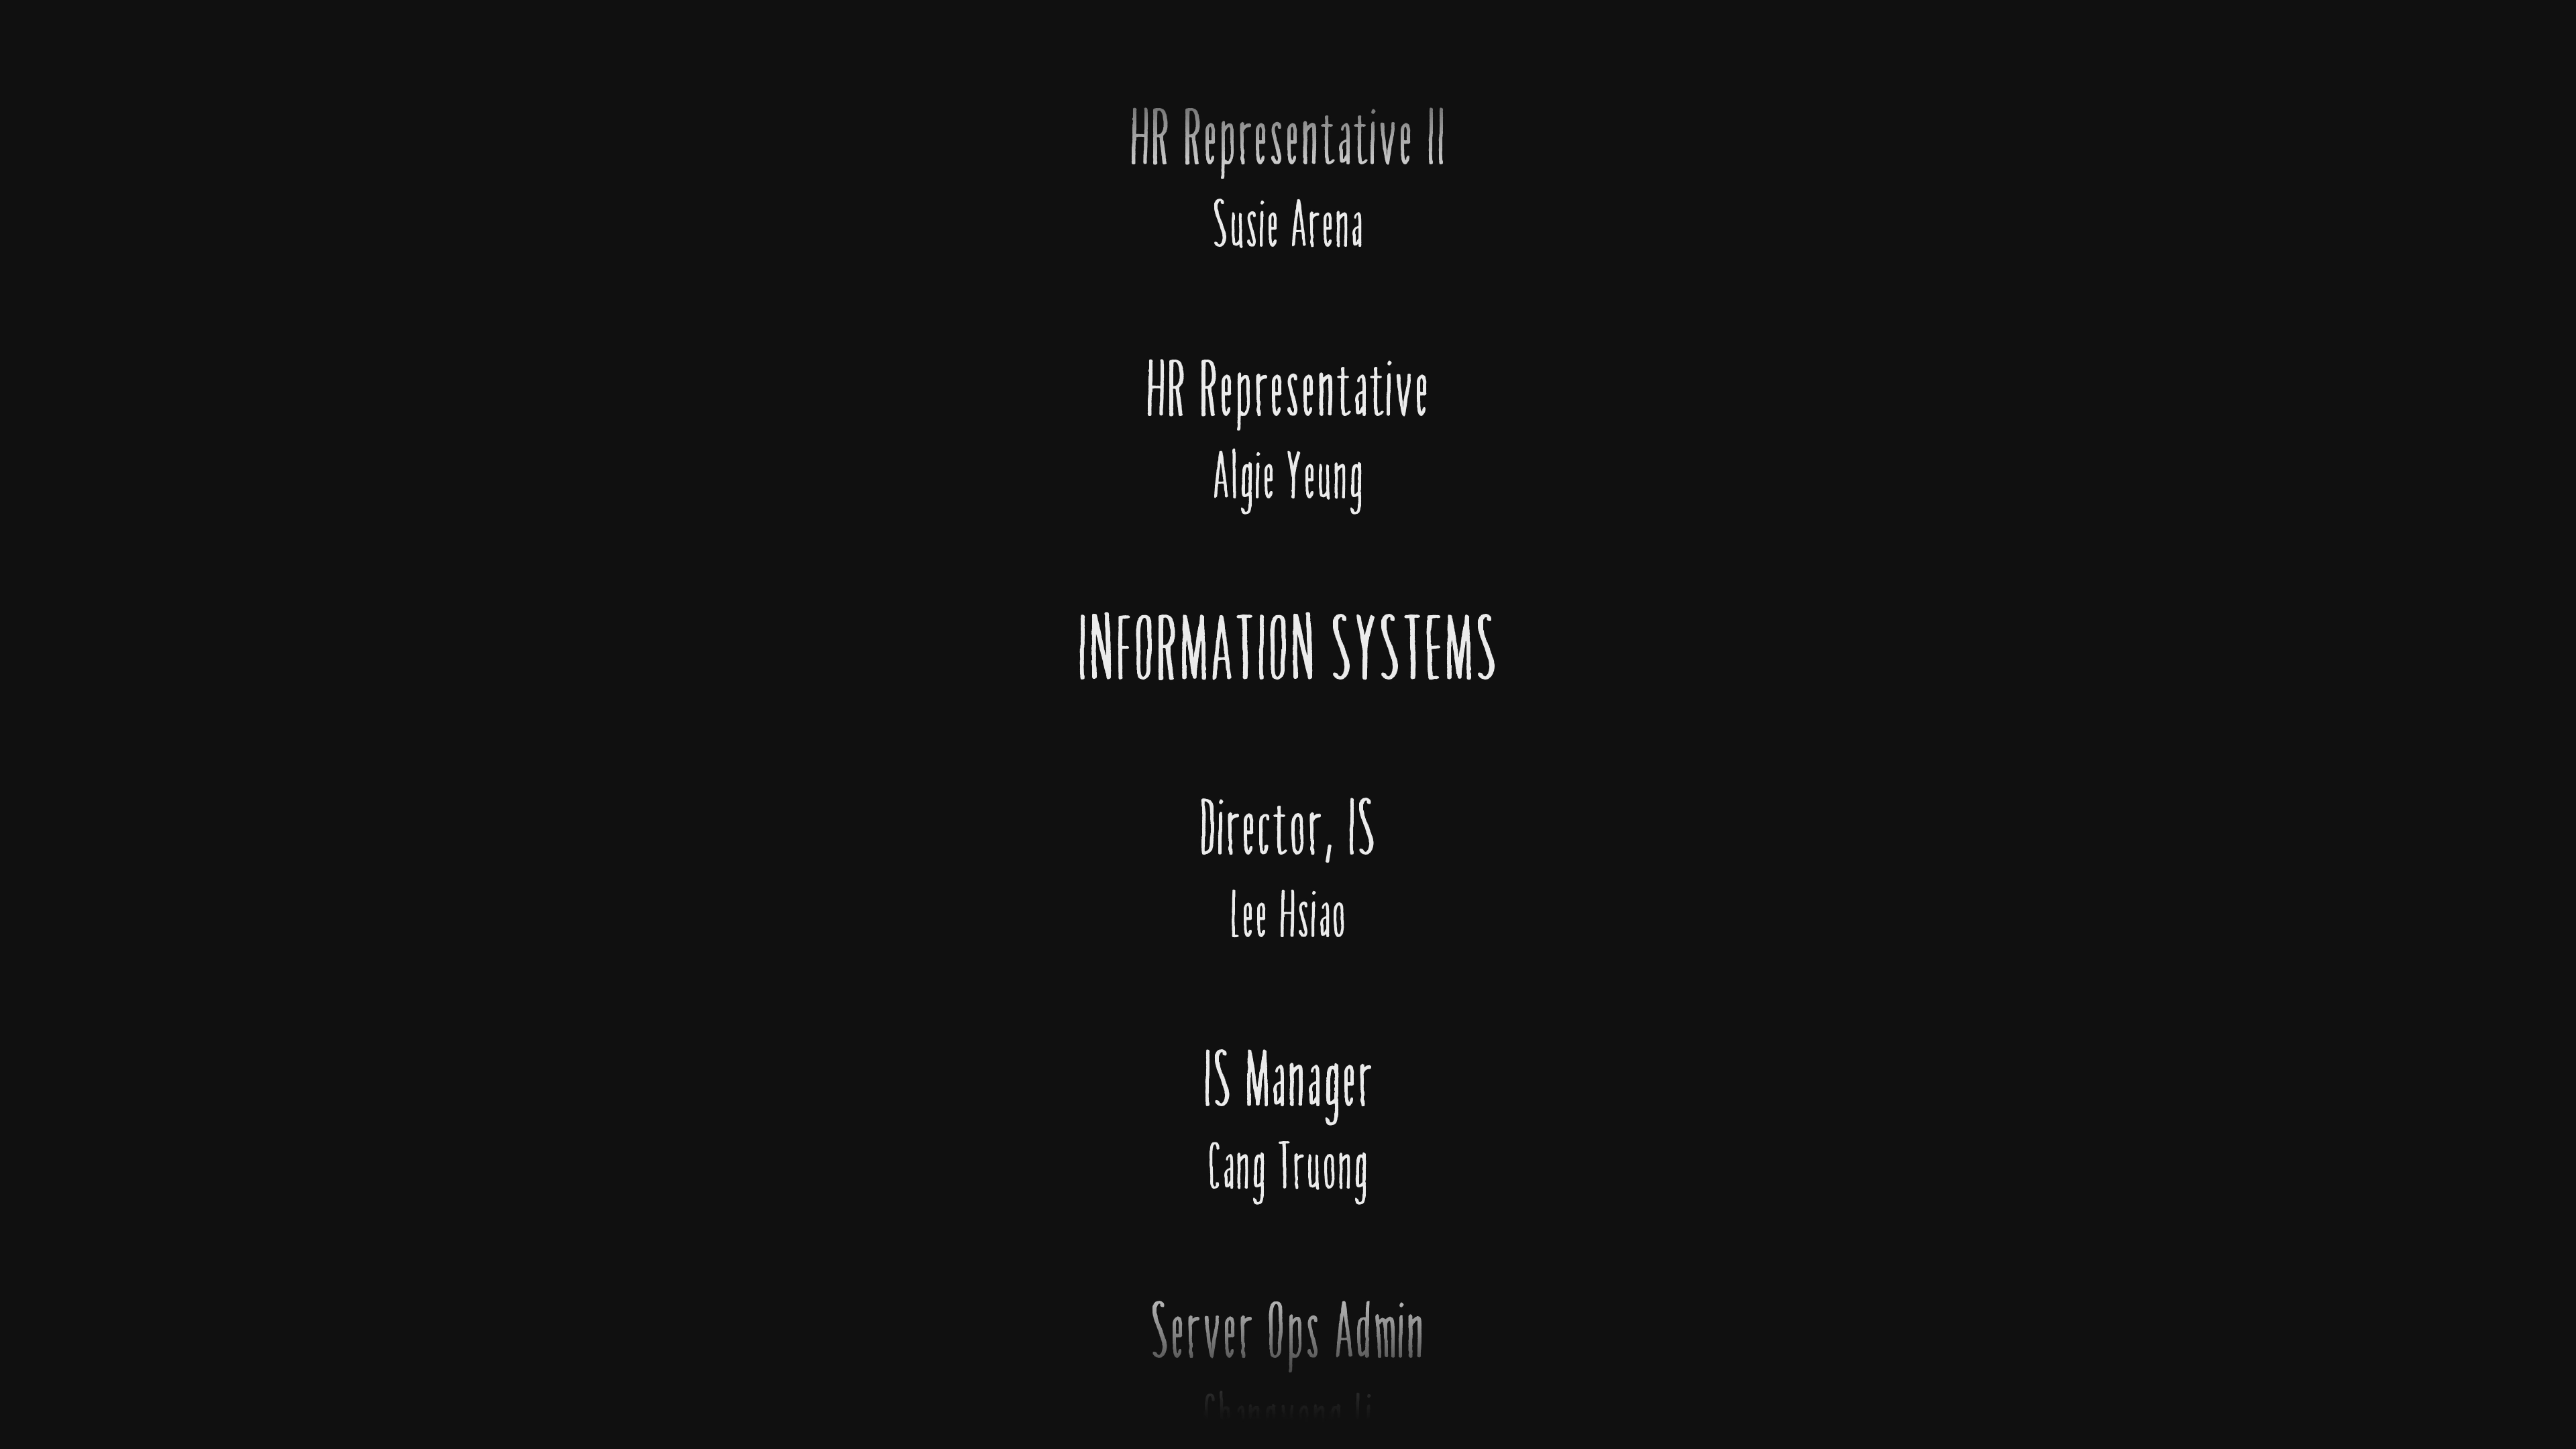 HR Representative II
Susie Arena
HR Representative
Algie Yeung
INFORMATION SYSTEMS
Director, IS
Lee Hsiao
IS Manager
Cang Truong
Server Ops Admin